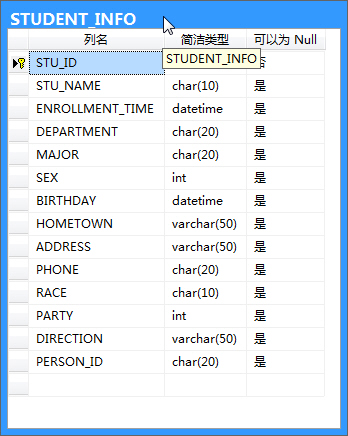 STUDENT_INFO
列名 简洁类型 可以为 Null
STU_ID STUDENT_INFO
STU_NAME char(10) 是
ENROLLMENT_TIME datetime 是
DEPARTMENT char(20) 是
MAJOR char(20) 是
SEX int 是
BIRTHDAY datetime 是
HOMETOWN varchar(50) 是
ADDRESS varchar(50) 是
PHONE char(20) 是
RACE char(10) 是
PARTY int 是
DIRECTION varchar(50) 是
PERSON_ID char(20) 是